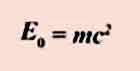 E₀ = mc²